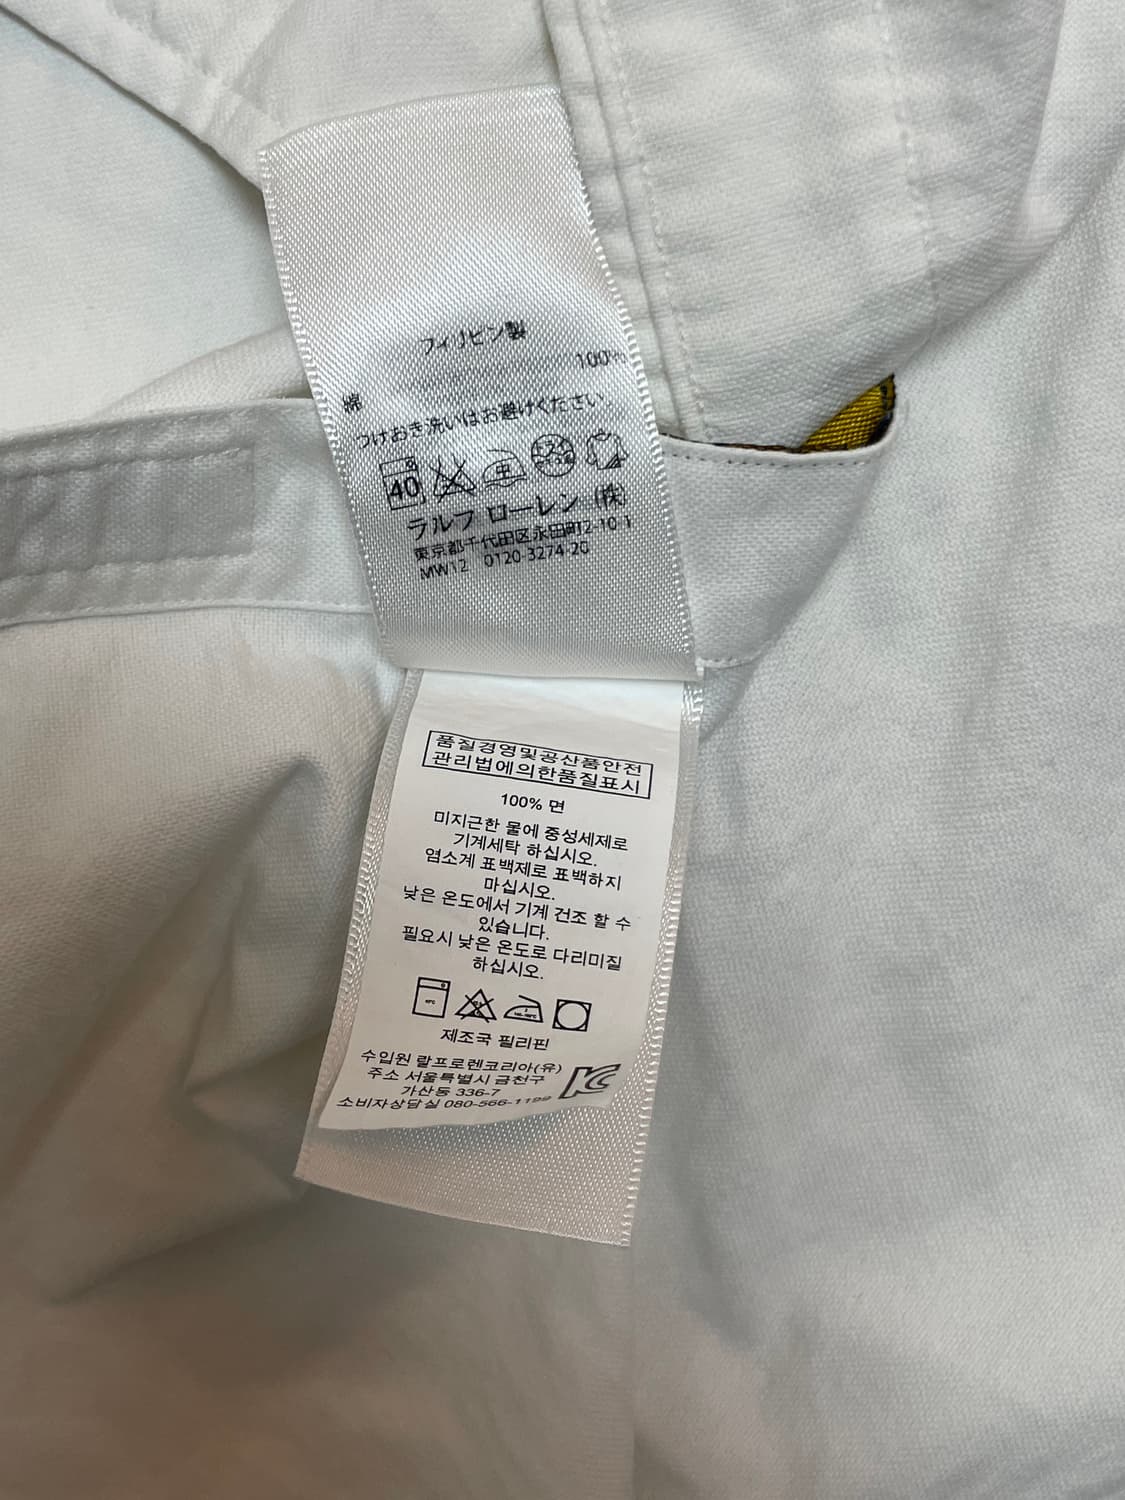 フィリピン製
綿 100%
つけおき洗いはお避けください。
40 中
ラルフ ローレン (株)
東京都千代田区永田町2-10-1
MW12 0120-3274-20
품질경영및공산품안전
관리법에의한품질표시
100% 면
미지근한 물에 중성세제로
기계세탁 하십시오.
염소계 표백제로 표백하지
마십시오.
낮은 온도에서 기계 건조 할 수
있습니다.
필요시 낮은 온도로 다리미질
하십시오.
제조국 필리핀
수입원 랄프로렌코리아(유)
주소 서울특별시 금천구
가산동 336-7
소비자상담실 080-566-1199
KC